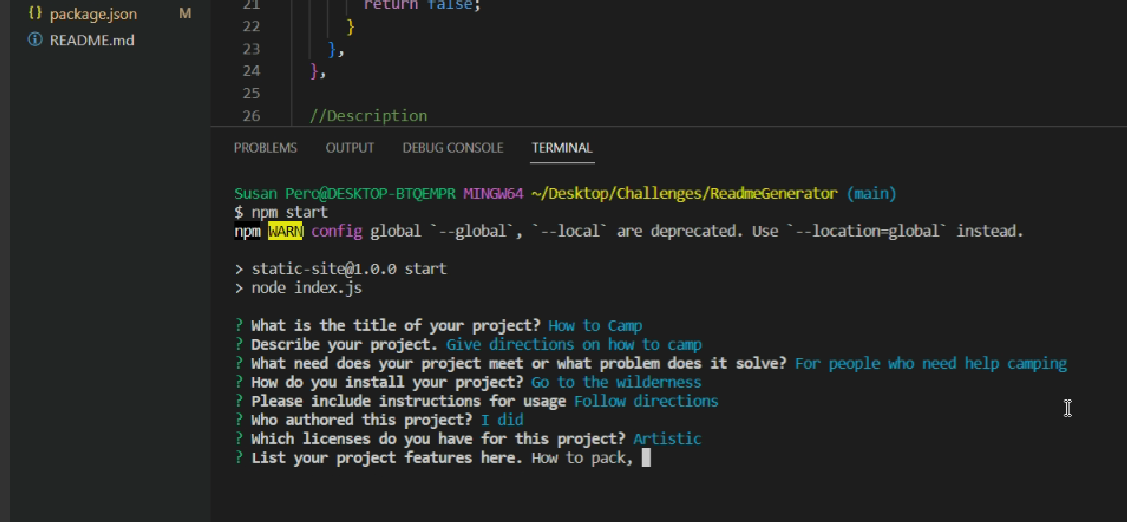 {} package.json M
README.md
21 return false;
22 }
23 },
24 },
25
26 //Description
PROBLEMS OUTPUT DEBUG CONSOLE TERMINAL
Susan Pero@DESKTOP-BTQEMPR MINGW64 ~/Desktop/Challenges/ReadmeGenerator (main)
$ npm start
npm WARN config global `--global`, `--local` are deprecated. Use `--location=global` instead.
> static-site@1.0.0 start
> node index.js
? What is the title of your project? How to Camp
? Describe your project. Give directions on how to camp
? What need does your project meet or what problem does it solve? For people who need help camping
? How do you install your project? Go to the wilderness
? Please include instructions for usage Follow directions
? Who authored this project? I did
? Which licenses do you have for this project? Artistic
? List your project features here. How to pack,